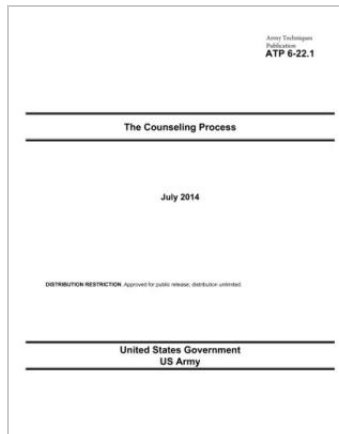 Army Techniques
Publication
ATP 6-22.1
The Counseling Process
July 2014
DISTRIBUTION RESTRICTION. Approved for public release; distribution unlimited.
United States Government
US Army